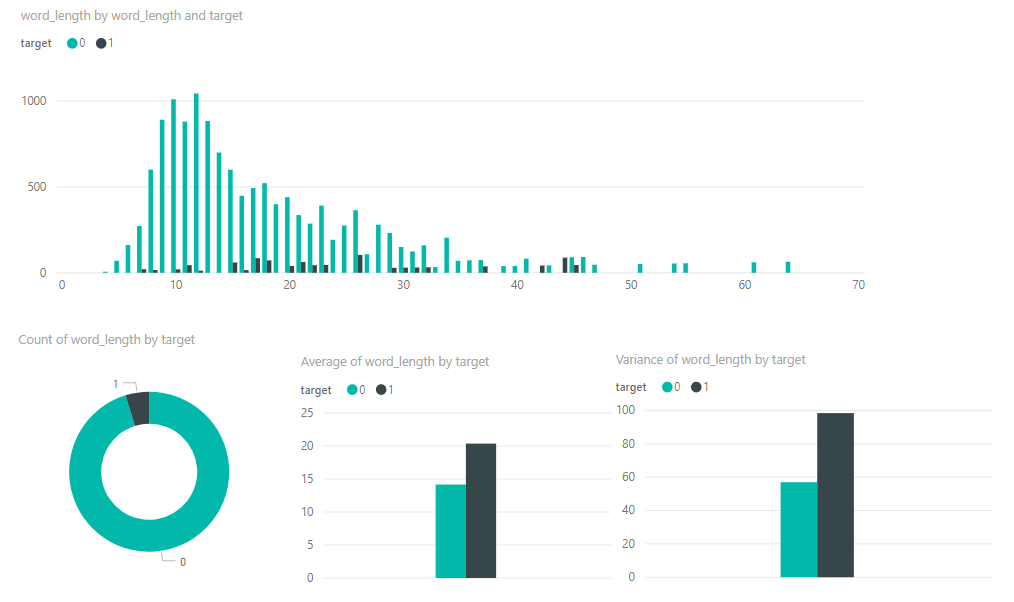 word_length by word_length and target
target 0 1
1000
500
0
0 10 20 30 40 50 60 70
Count of word_length by target
1
0
Average of word_length by target
target 0 1
25
20
15
10
5
0
Variance of word_length by target
target 0 1
100
80
60
40
20
0